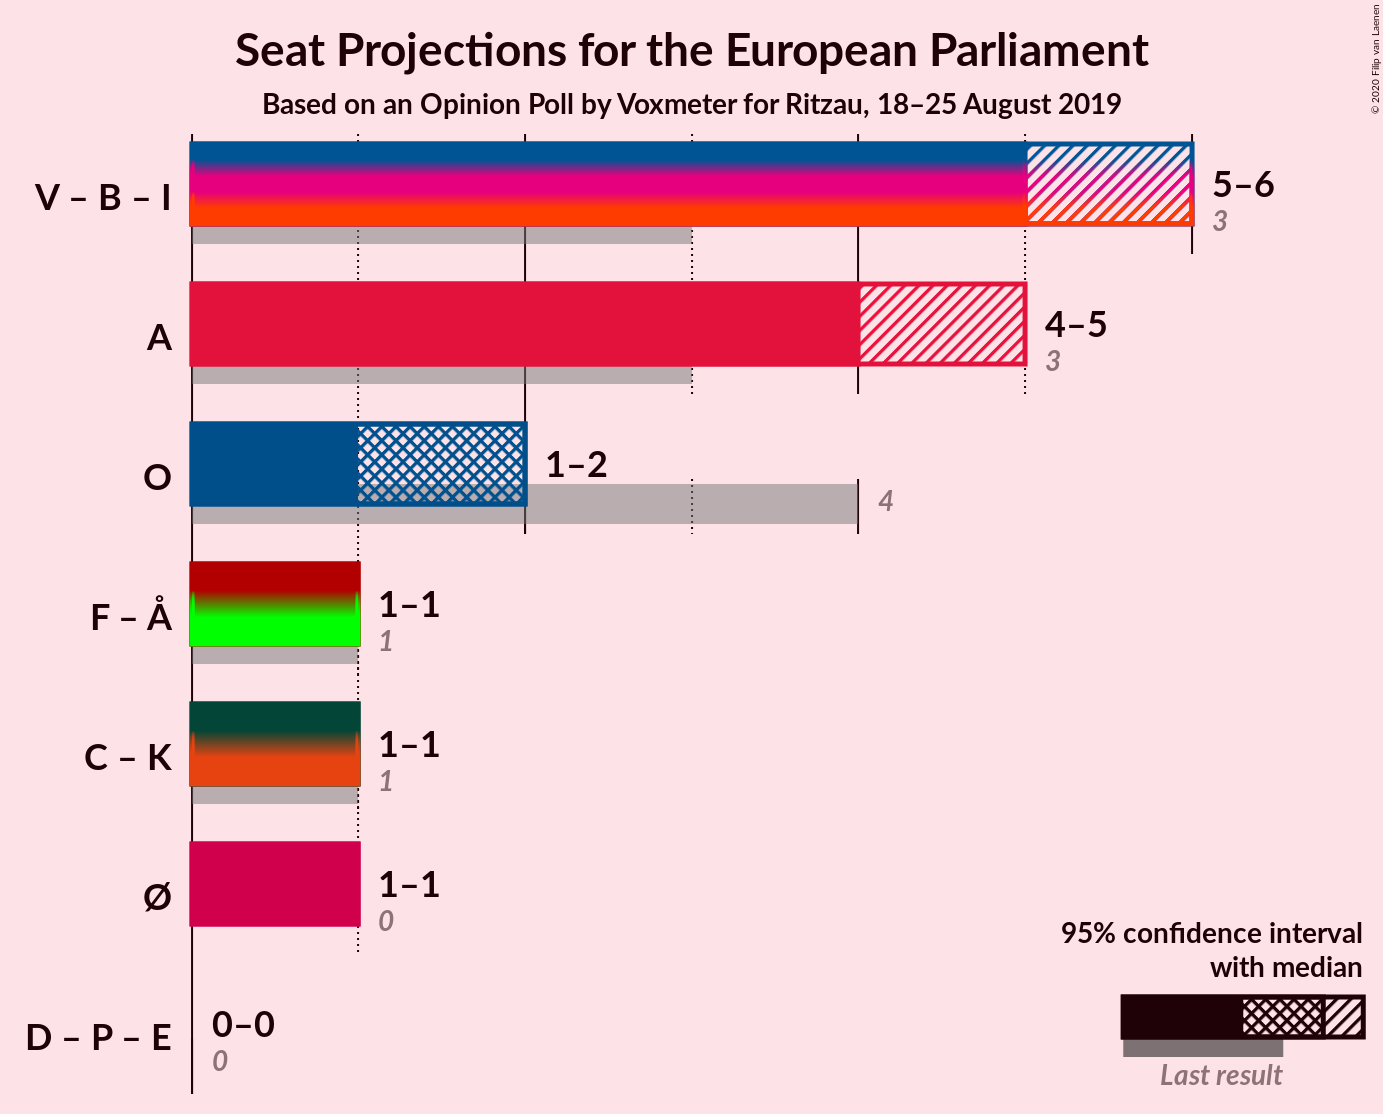 Seat Projections for the European Parliament
Based on an Opinion Poll by Voxmeter for Ritzau, 18–25 August 2019
© 2020 Filip van Laenen
V – B – I
5–6
3
A
4–5
3
O
1–2
4
F – Å
1–1
1
C – K
1–1
1
Ø
1–1
0
D – P – E
0–0
0
95% confidence interval
with median
Last result